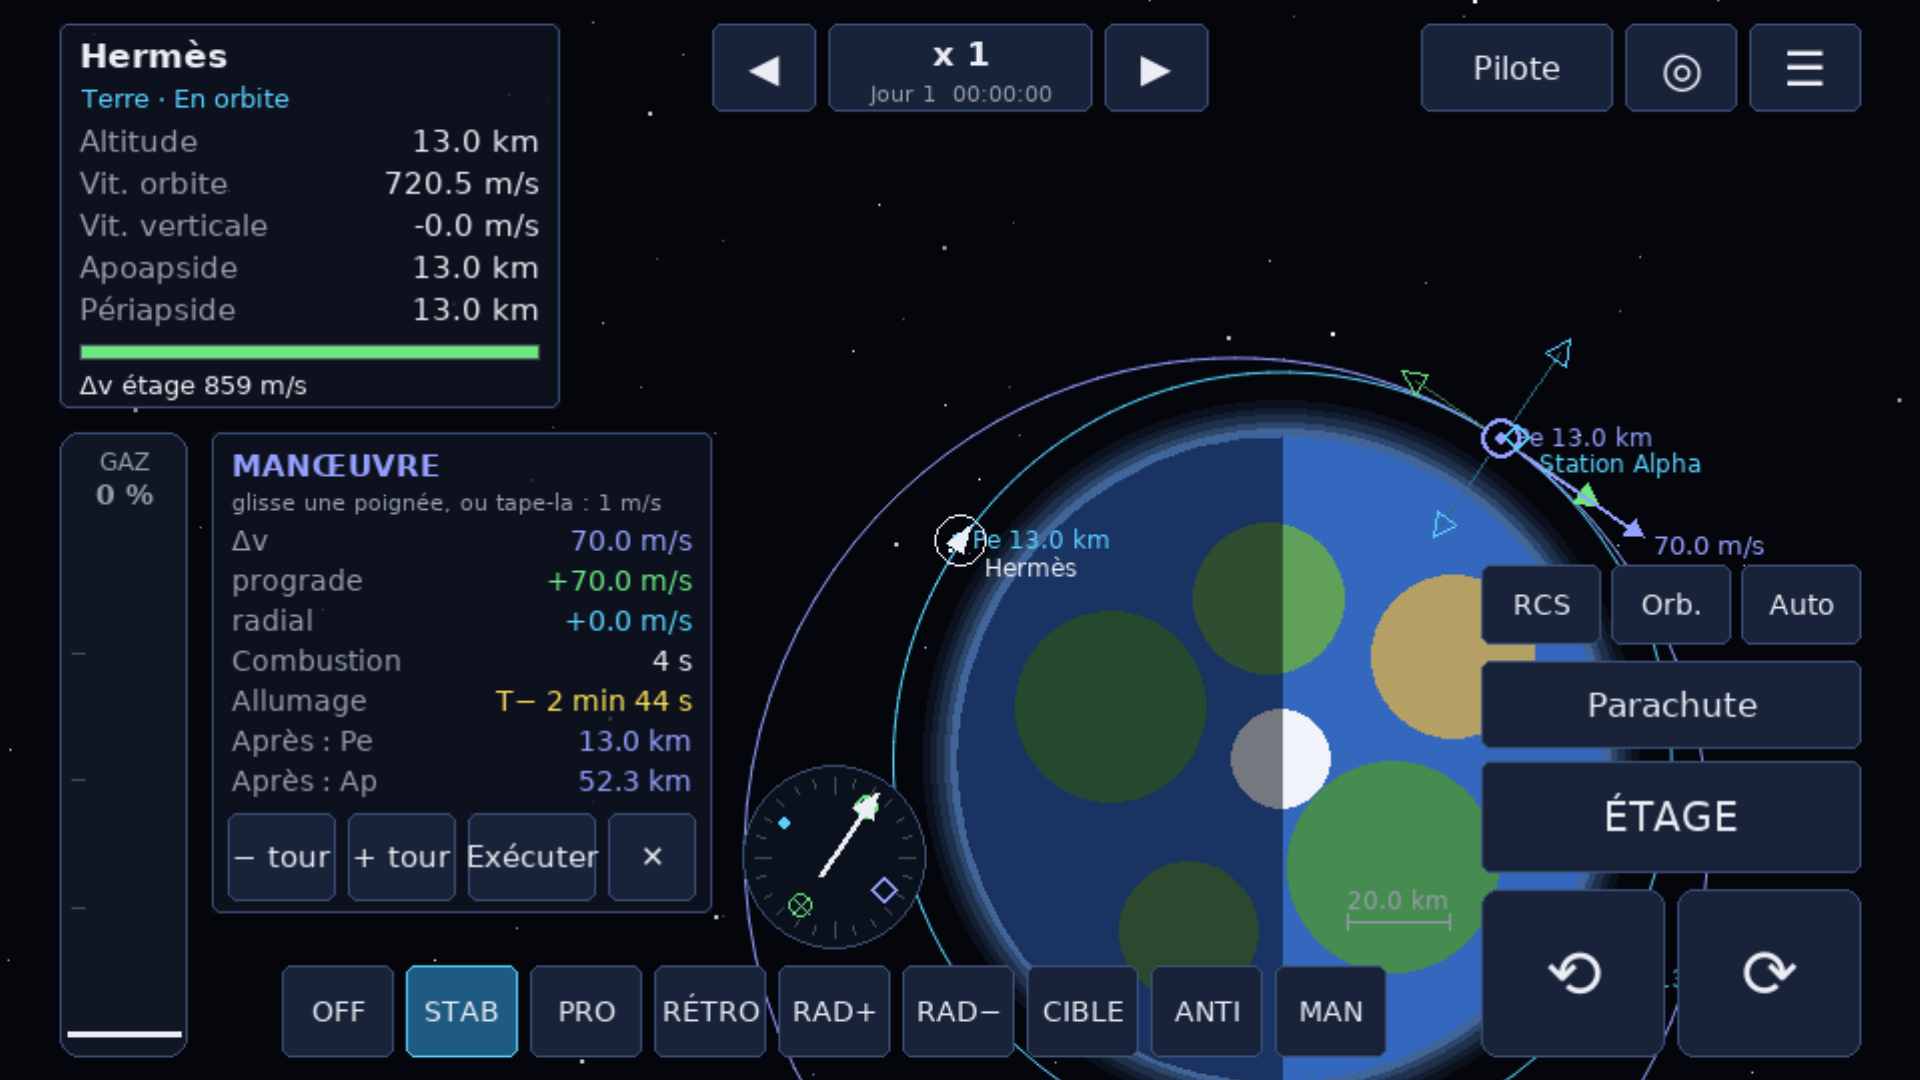 Hermès
Terre · En orbite
Altitude 13.0 km
Vit. orbite 720.5 m/s
Vit. verticale -0.0 m/s
Apoapside 13.0 km
Périapside 13.0 km
Δv étage 859 m/s
x 1
Jour 1 00:00:00
Pilote
GAZ
0 %
MANŒUVRE
glisse une poignée, ou tape-la : 1 m/s
Δv 70.0 m/s
prograde +70.0 m/s
radial +0.0 m/s
Combustion 4 s
Allumage T− 2 min 44 s
Après : Pe 13.0 km
Après : Ap 52.3 km
− tour
+ tour
Exécuter
×
Pe 13.0 km
Station Alpha
70.0 m/s
Pe 13.0 km
Hermès
20.0 km
RCS
Orb.
Auto
Parachute
ÉTAGE
OFF
STAB
PRO
RÉTRO
RAD+
RAD−
CIBLE
ANTI
MAN